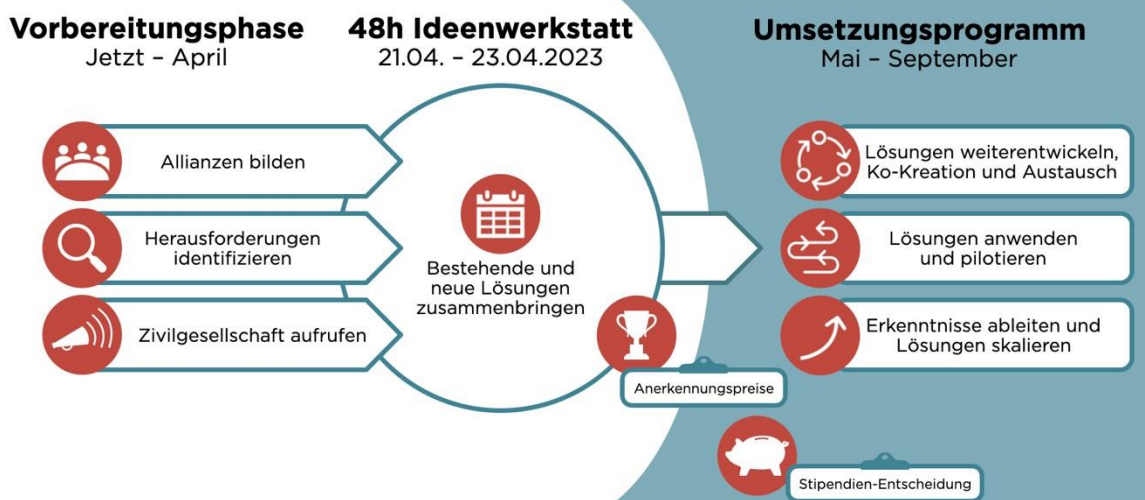 Vorbereitungsphase
Jetzt – April
Allianzen bilden
Herausforderungen
identifizieren
Zivilgesellschaft aufrufen
48h Ideenwerkstatt
21.04. – 23.04.2023
Bestehende und
neue Lösungen
zusammenbringen
Anerkennungspreise
Stipendien-Entscheidung
Umsetzungsprogramm
Mai – September
Lösungen weiterentwickeln,
Ko-Kreation und Austausch
Lösungen anwenden
und pilotieren
Erkenntnisse ableiten und
Lösungen skalieren